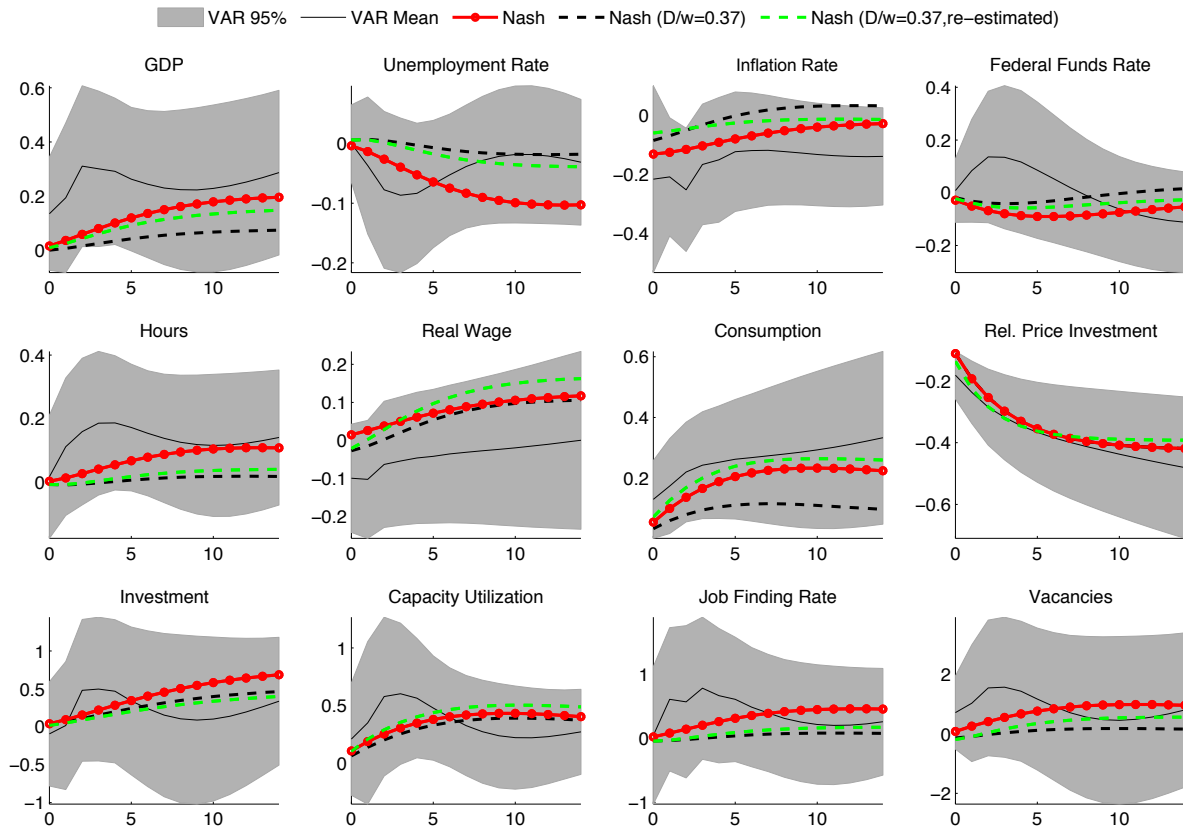 VAR 95% VAR Mean Nash Nash (D/w=0.37) Nash (D/w=0.37,re-estimated)
GDP
0.6
0.4
0.2
0
0 5 10
Unemployment Rate
0
−0.1
−0.2
0 5 10
Inflation Rate
0
−0.2
−0.4
0 5 10
Federal Funds Rate
0.4
0.2
0
−0.2
0 5 10
Hours
0.4
0.2
0
0 5 10
Real Wage
0.2
0.1
0
−0.1
−0.2
0 5 10
Consumption
0.6
0.4
0.2
0 5 10
Rel. Price Investment
−0.2
−0.4
−0.6
0 5 10
Investment
1
0.5
0
−0.5
−1
0 5 10
Capacity Utilization
1
0.5
0
0 5 10
Job Finding Rate
1
0
−1
0 5 10
Vacancies
2
0
−2
0 5 10